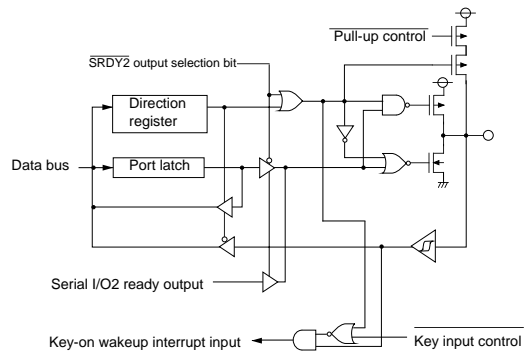 Pull-up control
SRDY2 output selection bit
Direction
register
Data bus
Port latch
Serial I/O2 ready output
Key-on wakeup interrupt input
Key input control